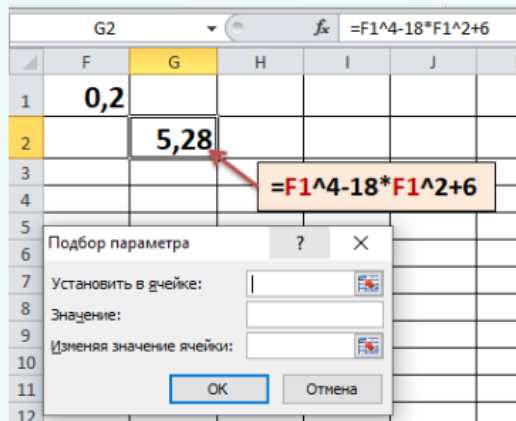 G2 fx =F1^4-18*F1^2+6
F G H I J
1 0,2
2 5,28
3
=F1^4-18*F1^2+6
4
5
Подбор параметра ? X
6
7 Установить в ячейке:
8 Значение:
9 Изменяя значение ячейки:
10
11 ОК Отмена
12